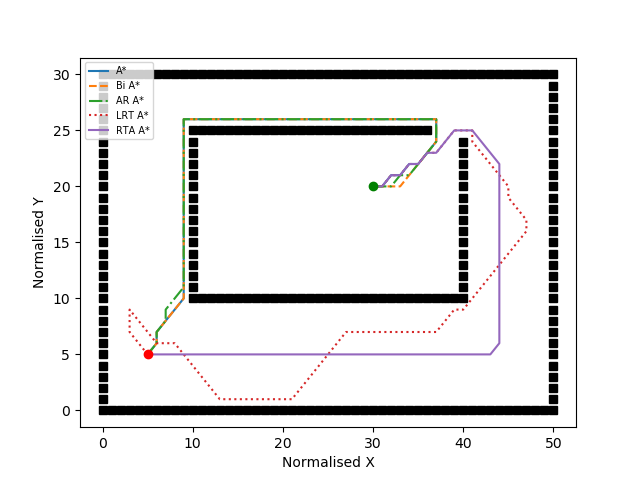 A*
Bi A*
AR A*
LRT A*
RTA A*
30
25
20
15
10
5
0
Normalised Y
0 10 20 30 40 50
Normalised X